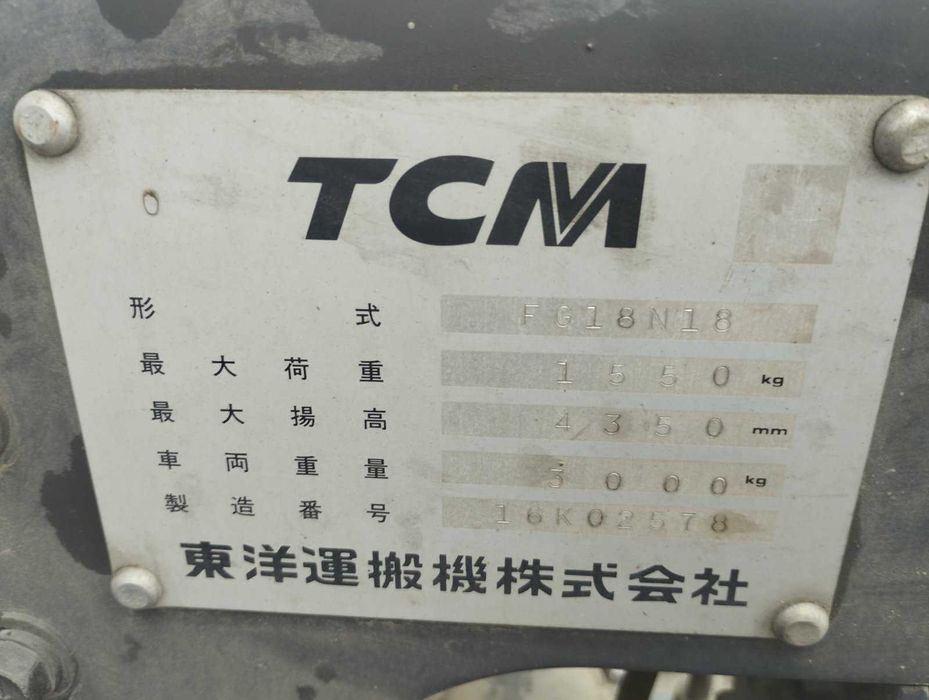 TCM
形式 FG18N18
最大荷重 1550 kg
最大揚高 4350 mm
車両重量 3000 kg
製造番号 16K02578
東洋運搬機株式会社